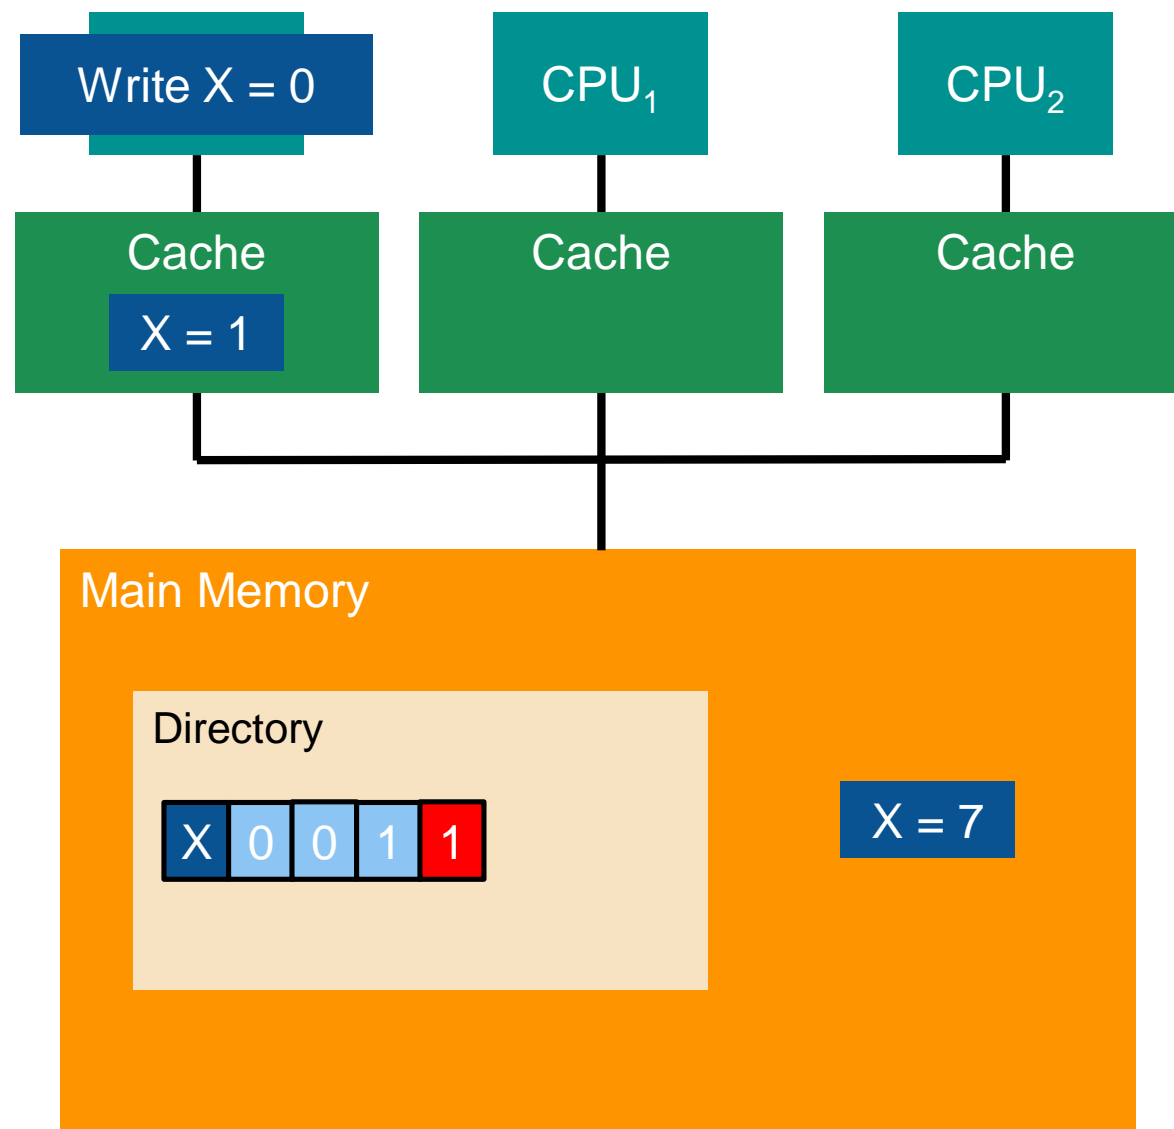 Write X = 0
CPU₁
CPU₂
Cache
Cache
Cache
X = 1
Main Memory
Directory
X 0 0 1 1
X = 7